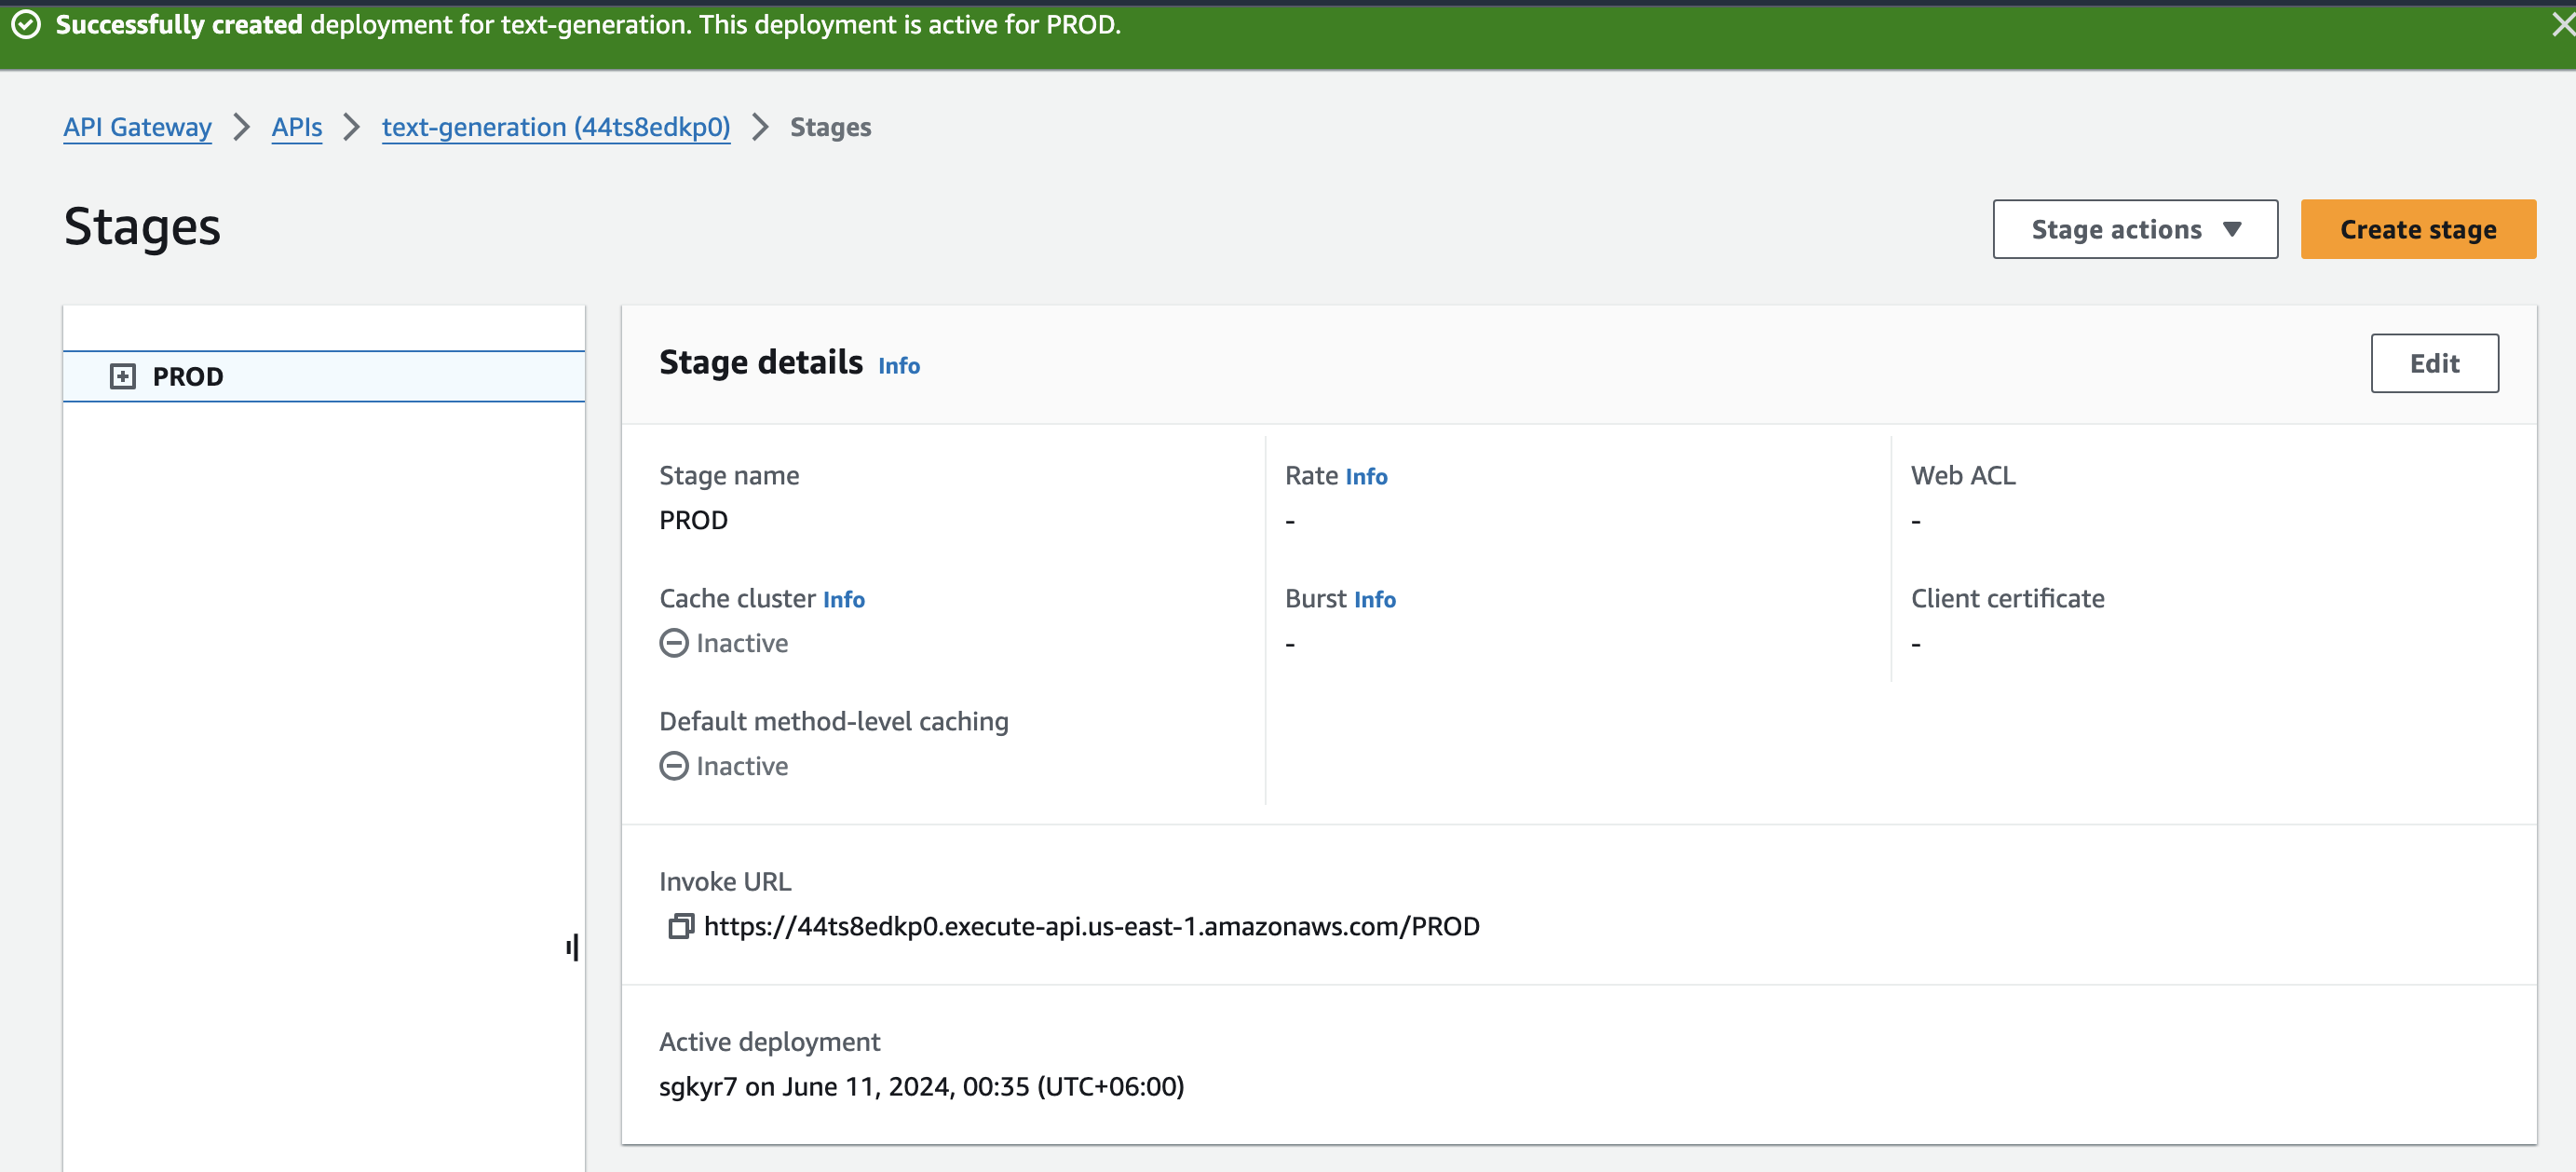 Successfully created deployment for text-generation. This deployment is active for PROD.
API Gateway > APIs > text-generation (44ts8edkp0) > Stages
Stages
Stage actions
Create stage
PROD
Stage details Info
Edit
Stage name
PROD
Rate Info
-
Web ACL
-
Cache cluster Info
Inactive
Burst Info
-
Client certificate
-
Default method-level caching
Inactive
Invoke URL
https://44ts8edkp0.execute-api.us-east-1.amazonaws.com/PROD
Active deployment
sgkyr7 on June 11, 2024, 00:35 (UTC+06:00)